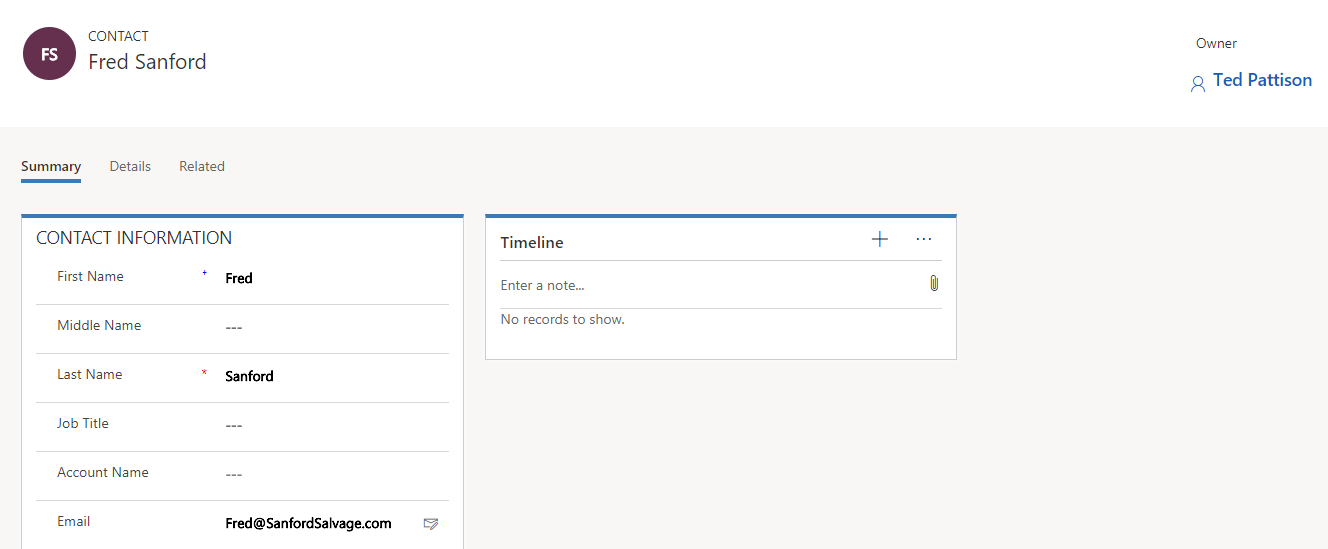 FS
CONTACT
Fred Sanford
Owner
Ted Pattison
Summary Details Related
CONTACT INFORMATION
First Name + Fred
Middle Name ---
Last Name * Sanford
Job Title ---
Account Name ---
Email Fred@SanfordSalvage.com
Timeline + ...
Enter a note...
No records to show.